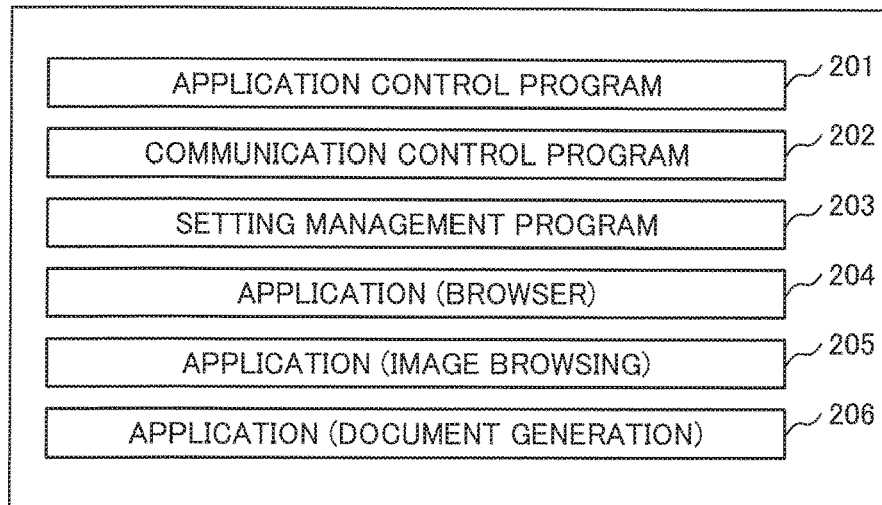 APPLICATION CONTROL PROGRAM 201
COMMUNICATION CONTROL PROGRAM 202
SETTING MANAGEMENT PROGRAM 203
APPLICATION (BROWSER) 204
APPLICATION (IMAGE BROWSING) 205
APPLICATION (DOCUMENT GENERATION) 206